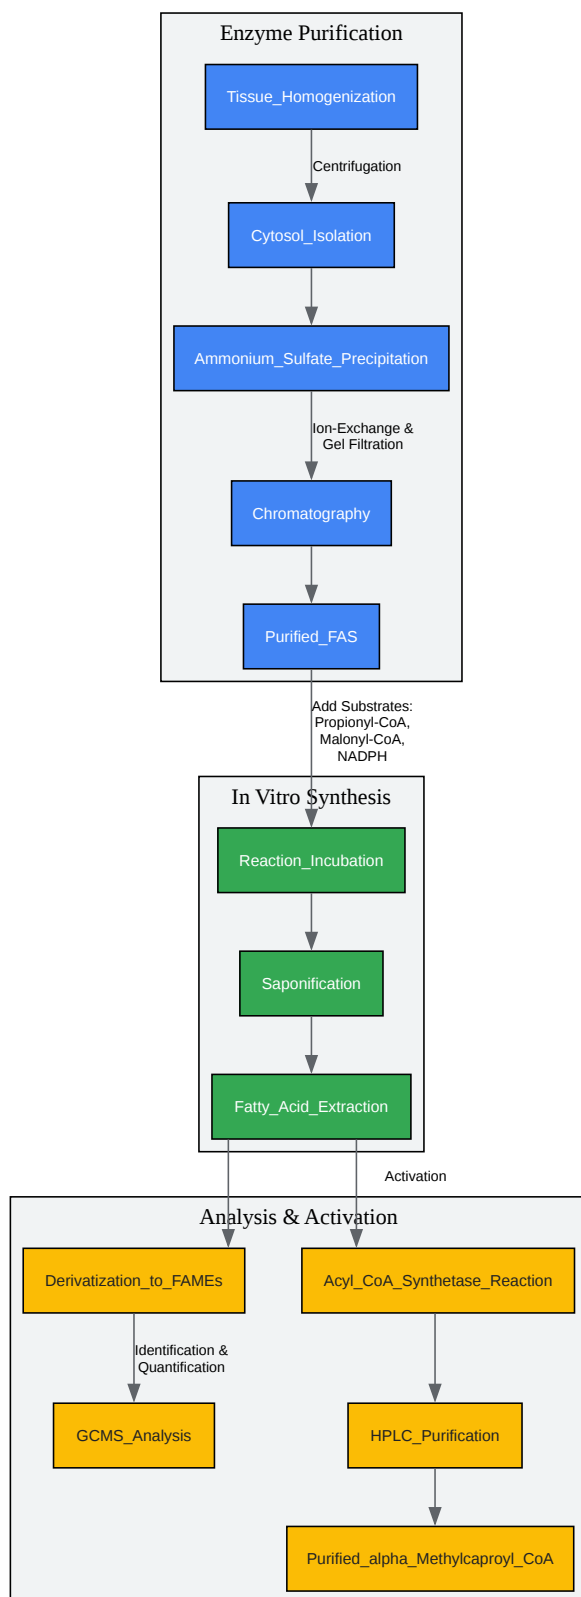 Enzyme Purification
Tissue_Homogenization
Centrifugation
Cytosol_Isolation
Ammonium_Sulfate_Precipitation
Ion-Exchange &
Gel Filtration
Chromatography
Purified_FAS
Add Substrates:
Propionyl-CoA,
Malonyl-CoA,
NADPH
In Vitro Synthesis
Reaction_Incubation
Saponification
Fatty_Acid_Extraction
Activation
Analysis & Activation
Derivatization_to_FAMEs
Acyl_CoA_Synthetase_Reaction
Identification &
Quantification
GCMS_Analysis
HPLC_Purification
Purified_alpha_Methylcaproyl_CoA